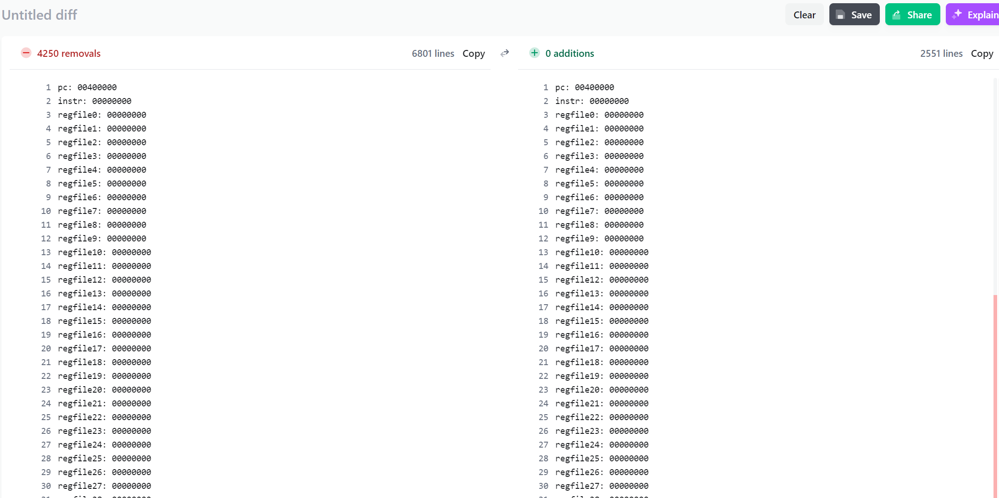 Untitled diff
Clear
Save
Share
Explain
4250 removals
6801 lines
Copy
0 additions
2551 lines
Copy
1 pc: 00400000
2 instr: 00000000
3 regfile0: 00000000
4 regfile1: 00000000
5 regfile2: 00000000
6 regfile3: 00000000
7 regfile4: 00000000
8 regfile5: 00000000
9 regfile6: 00000000
10 regfile7: 00000000
11 regfile8: 00000000
12 regfile9: 00000000
13 regfile10: 00000000
14 regfile11: 00000000
15 regfile12: 00000000
16 regfile13: 00000000
17 regfile14: 00000000
18 regfile15: 00000000
19 regfile16: 00000000
20 regfile17: 00000000
21 regfile18: 00000000
22 regfile19: 00000000
23 regfile20: 00000000
24 regfile21: 00000000
25 regfile22: 00000000
26 regfile23: 00000000
27 regfile24: 00000000
28 regfile25: 00000000
29 regfile26: 00000000
30 regfile27: 00000000
1 pc: 00400000
2 instr: 00000000
3 regfile0: 00000000
4 regfile1: 00000000
5 regfile2: 00000000
6 regfile3: 00000000
7 regfile4: 00000000
8 regfile5: 00000000
9 regfile6: 00000000
10 regfile7: 00000000
11 regfile8: 00000000
12 regfile9: 00000000
13 regfile10: 00000000
14 regfile11: 00000000
15 regfile12: 00000000
16 regfile13: 00000000
17 regfile14: 00000000
18 regfile15: 00000000
19 regfile16: 00000000
20 regfile17: 00000000
21 regfile18: 00000000
22 regfile19: 00000000
23 regfile20: 00000000
24 regfile21: 00000000
25 regfile22: 00000000
26 regfile23: 00000000
27 regfile24: 00000000
28 regfile25: 00000000
29 regfile26: 00000000
30 regfile27: 00000000